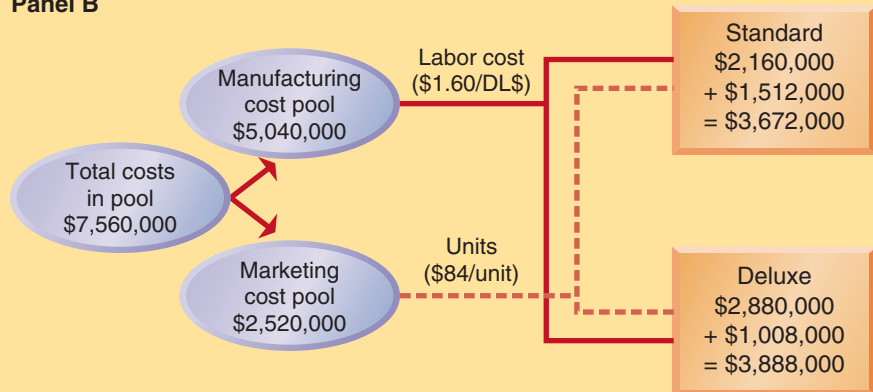 Panel B
Manufacturing
cost pool
$5,040,000
Labor cost
($1.60/DL$)
Standard
$2,160,000
+ $1,512,000
= $3,672,000
Total costs
in pool
$7,560,000
Marketing
cost pool
$2,520,000
Units
($84/unit)
Deluxe
$2,880,000
+ $1,008,000
= $3,888,000